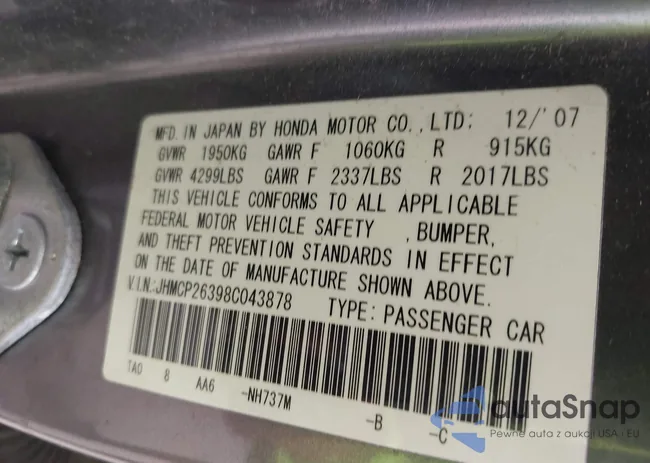 MFD. IN JAPAN BY HONDA MOTOR CO., LTD: 12/'07
GVWR 1950KG GAWR F 1060KG R 915KG
GVWR 4299LBS GAWR F 2337LBS R 2017LBS
THIS VEHICLE CONFORMS TO ALL APPLICABLE
FEDERAL MOTOR VEHICLE SAFETY , BUMPER,
AND THEFT PREVENTION STANDARDS IN EFFECT
ON THE DATE OF MANUFACTURE SHOWN ABOVE.
V.I.N:JHMCP26398C043878 TYPE: PASSENGER CAR
TA0 8 AA6 -NH737M -B -C
autoSnap
Pewne auta z aukcji USA i EU